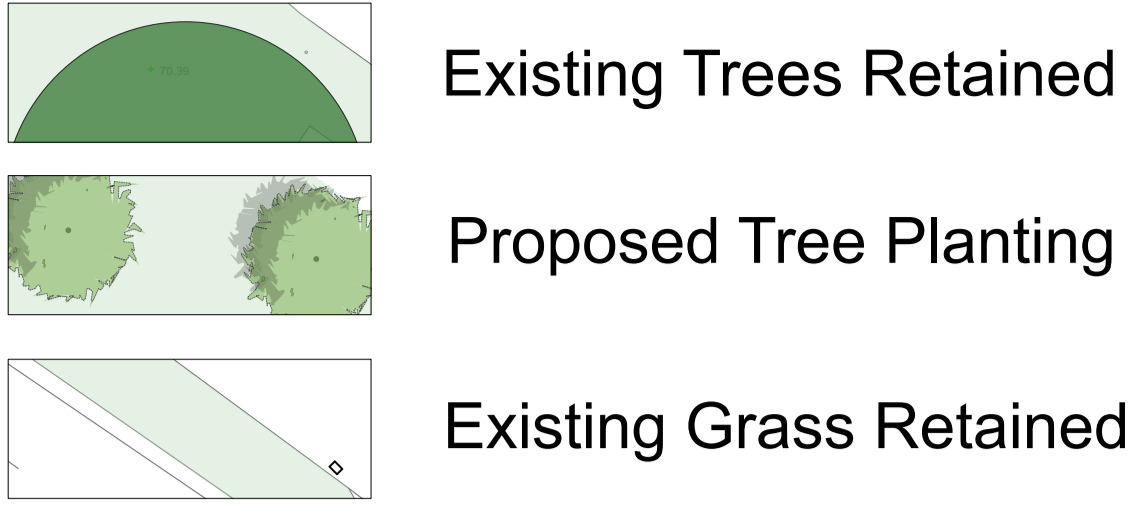 + 70.39
Existing Trees Retained
Proposed Tree Planting
Existing Grass Retained